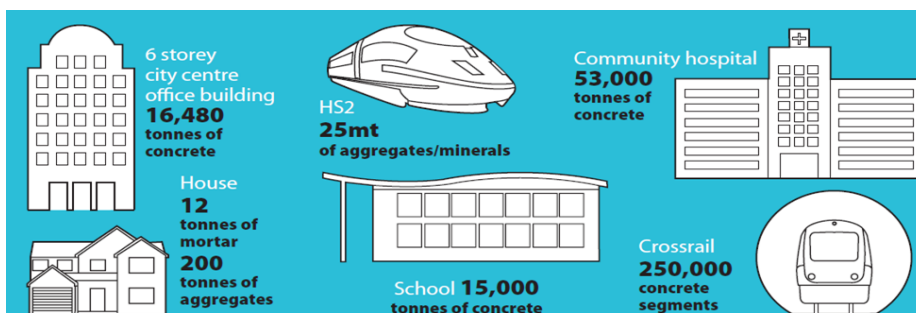 6 storey
city centre
office building
16,480
tonnes of
concrete
HS2
25mt
of aggregates/minerals
Community hospital
53,000
tonnes of
concrete
House
12
tonnes of
mortar
200
tonnes of
aggregates
School 15,000
tonnes of concrete
Crossrail
250,000
concrete
segments